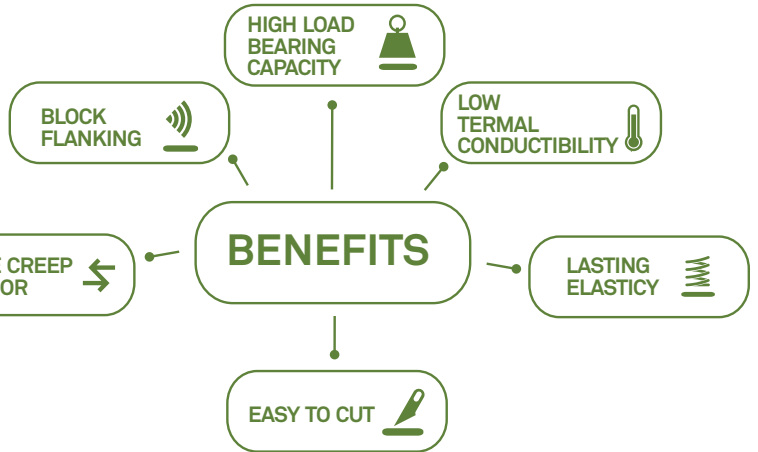 HIGH LOAD
BEARING
CAPACITY
BLOCK
FLANKING
LOW
TERMAL
CONDUCTIBILITY
BENEFITS
CREEP
OR
LASTING
ELASTICY
EASY TO CUT